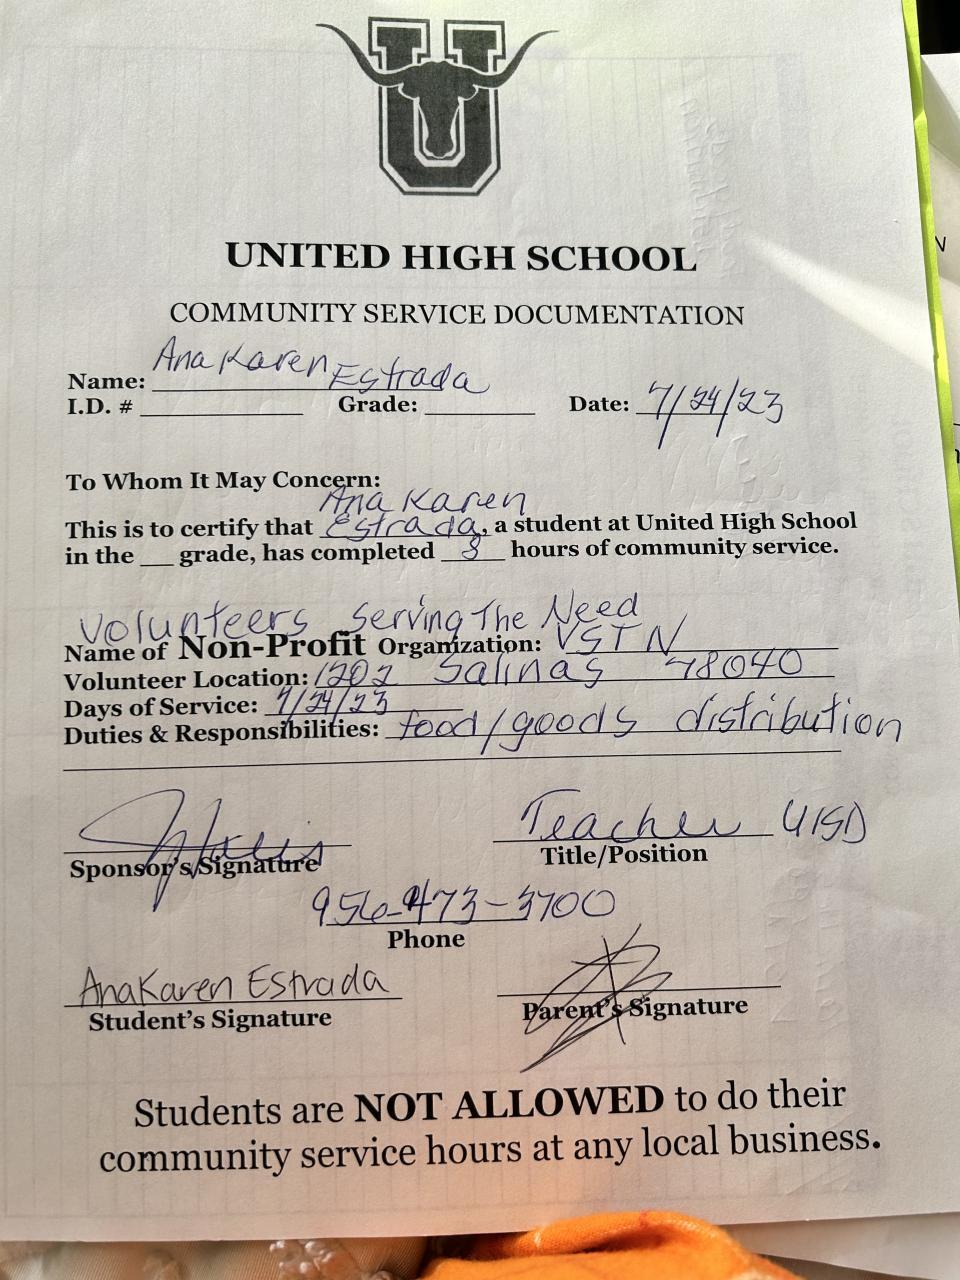 U
UNITED HIGH SCHOOL
COMMUNITY SERVICE DOCUMENTATION
Name: Ana Karen Estrada
I.D. # Grade: Date: 7/24/23
To Whom It May Concern:
Ana Karen
This is to certify that Estrada, a student at United High School
in the __ grade, has completed 3 hours of community service.
Volunteers Serving The Need
Name of Non-Profit Organization: VSTN
Volunteer Location: 1202 Salinas 78040
Days of Service: 7/24/23
Duties & Responsibilities: food/goods distribution
Teacher UISD
Sponsor's Signature Title/Position
956-473-3700
Phone
AnaKaren Estrada
Student's Signature Parent's Signature
Students are NOT ALLOWED to do their
community service hours at any local business.